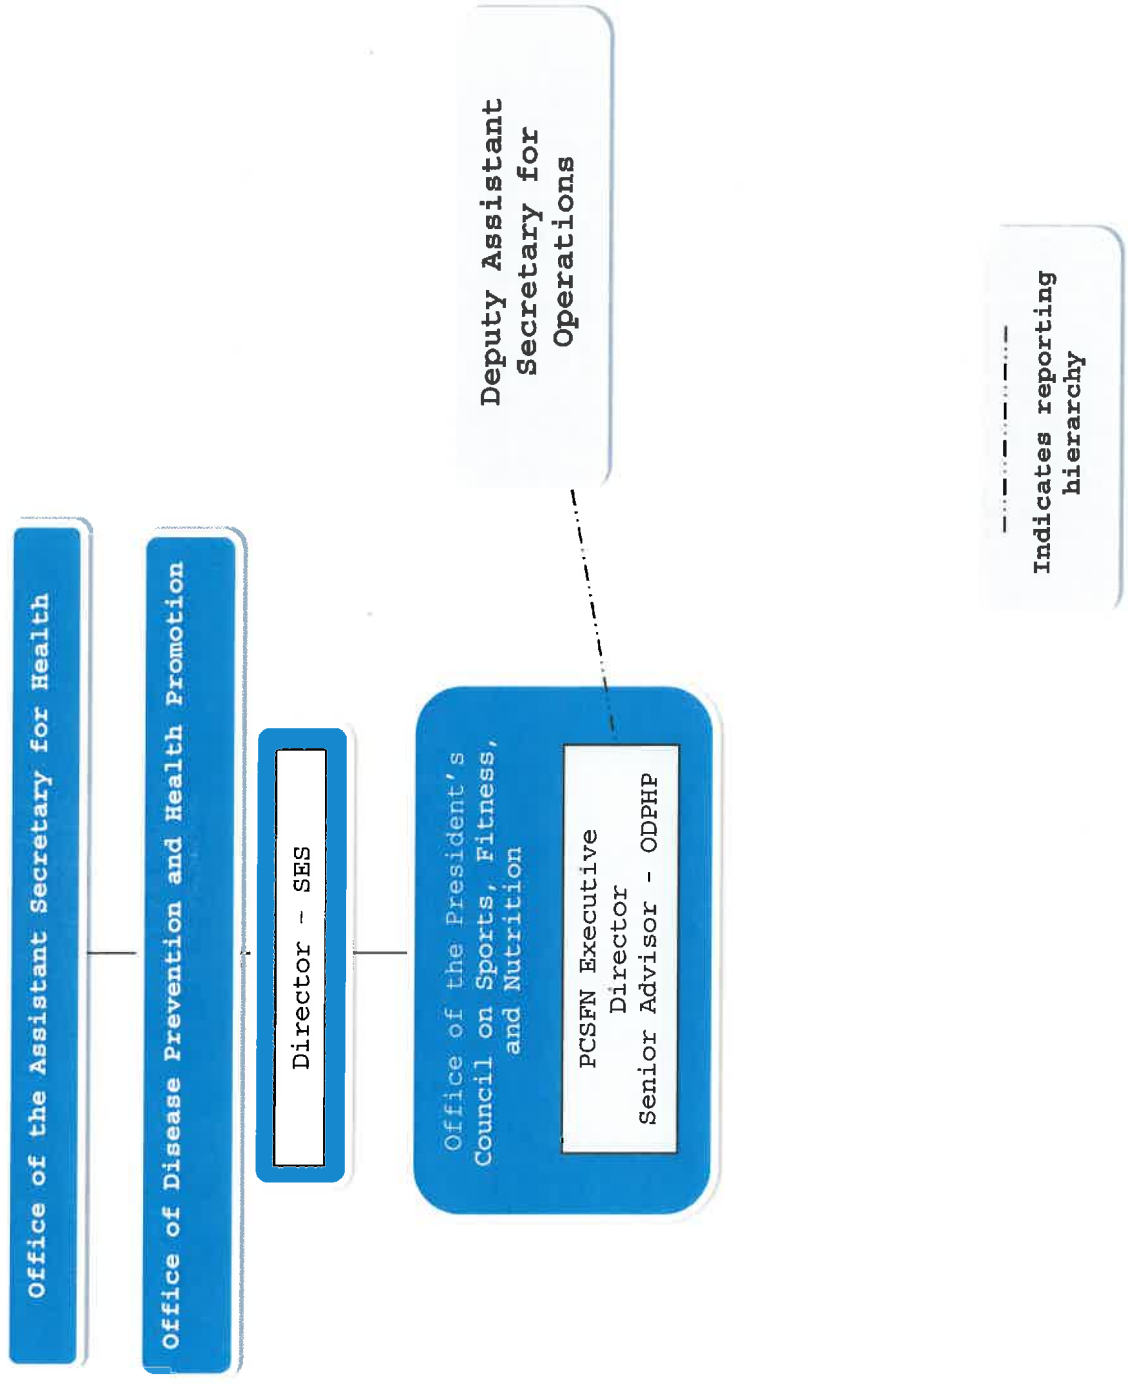 Office of the Assistant Secretary for Health
Office of Disease Prevention and Health Promotion
Director - SES
Office of the President's
Council on Sports, Fitness,
and Nutrition
PCSFN Executive
Director
Senior Advisor - ODPHP
Deputy Assistant
Secretary for
Operations
Indicates reporting
hierarchy